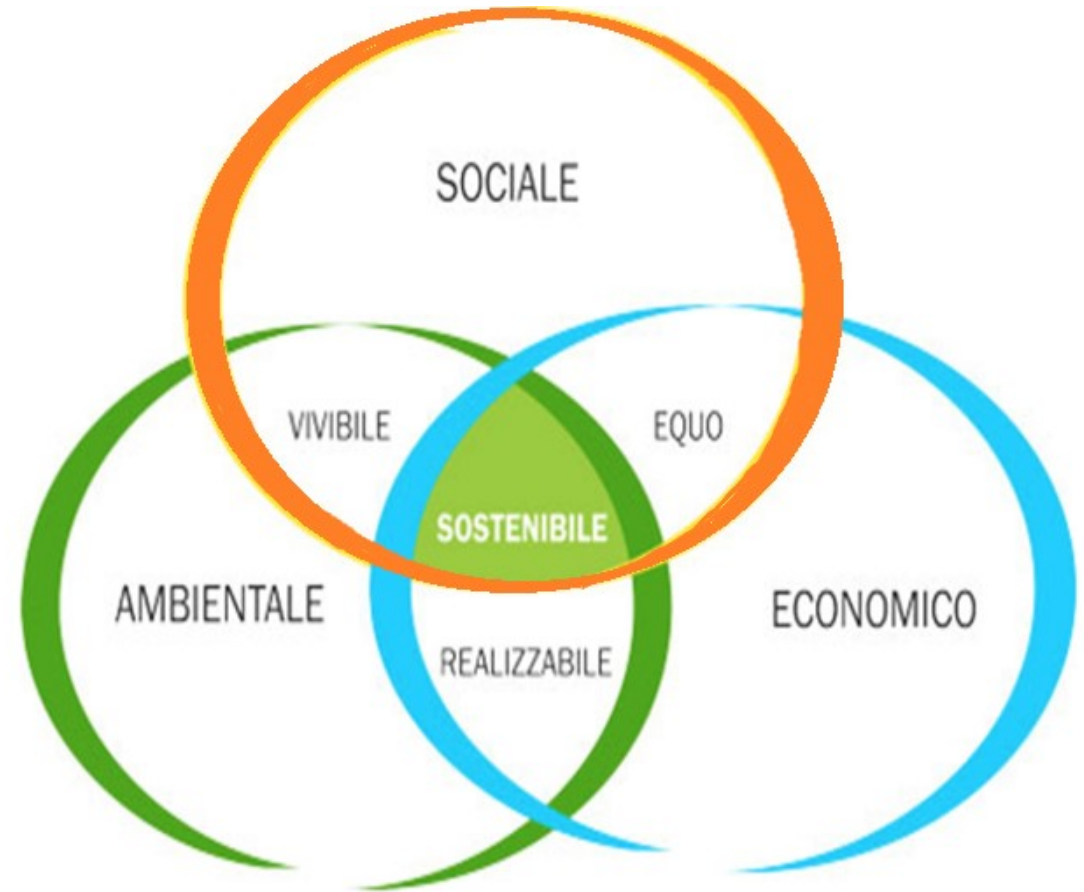 SOCIALE
VIVIBILE
EQUO
SOSTENIBILE
AMBIENTALE
ECONOMICO
REALIZZABILE